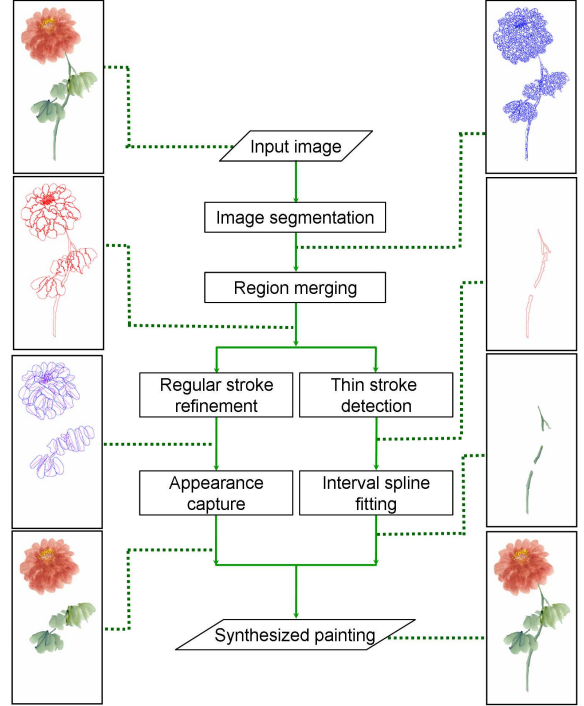 Input image
Image segmentation
Region merging
Regular stroke
refinement
Thin stroke
detection
Appearance
capture
Interval spline
fitting
Synthesized painting